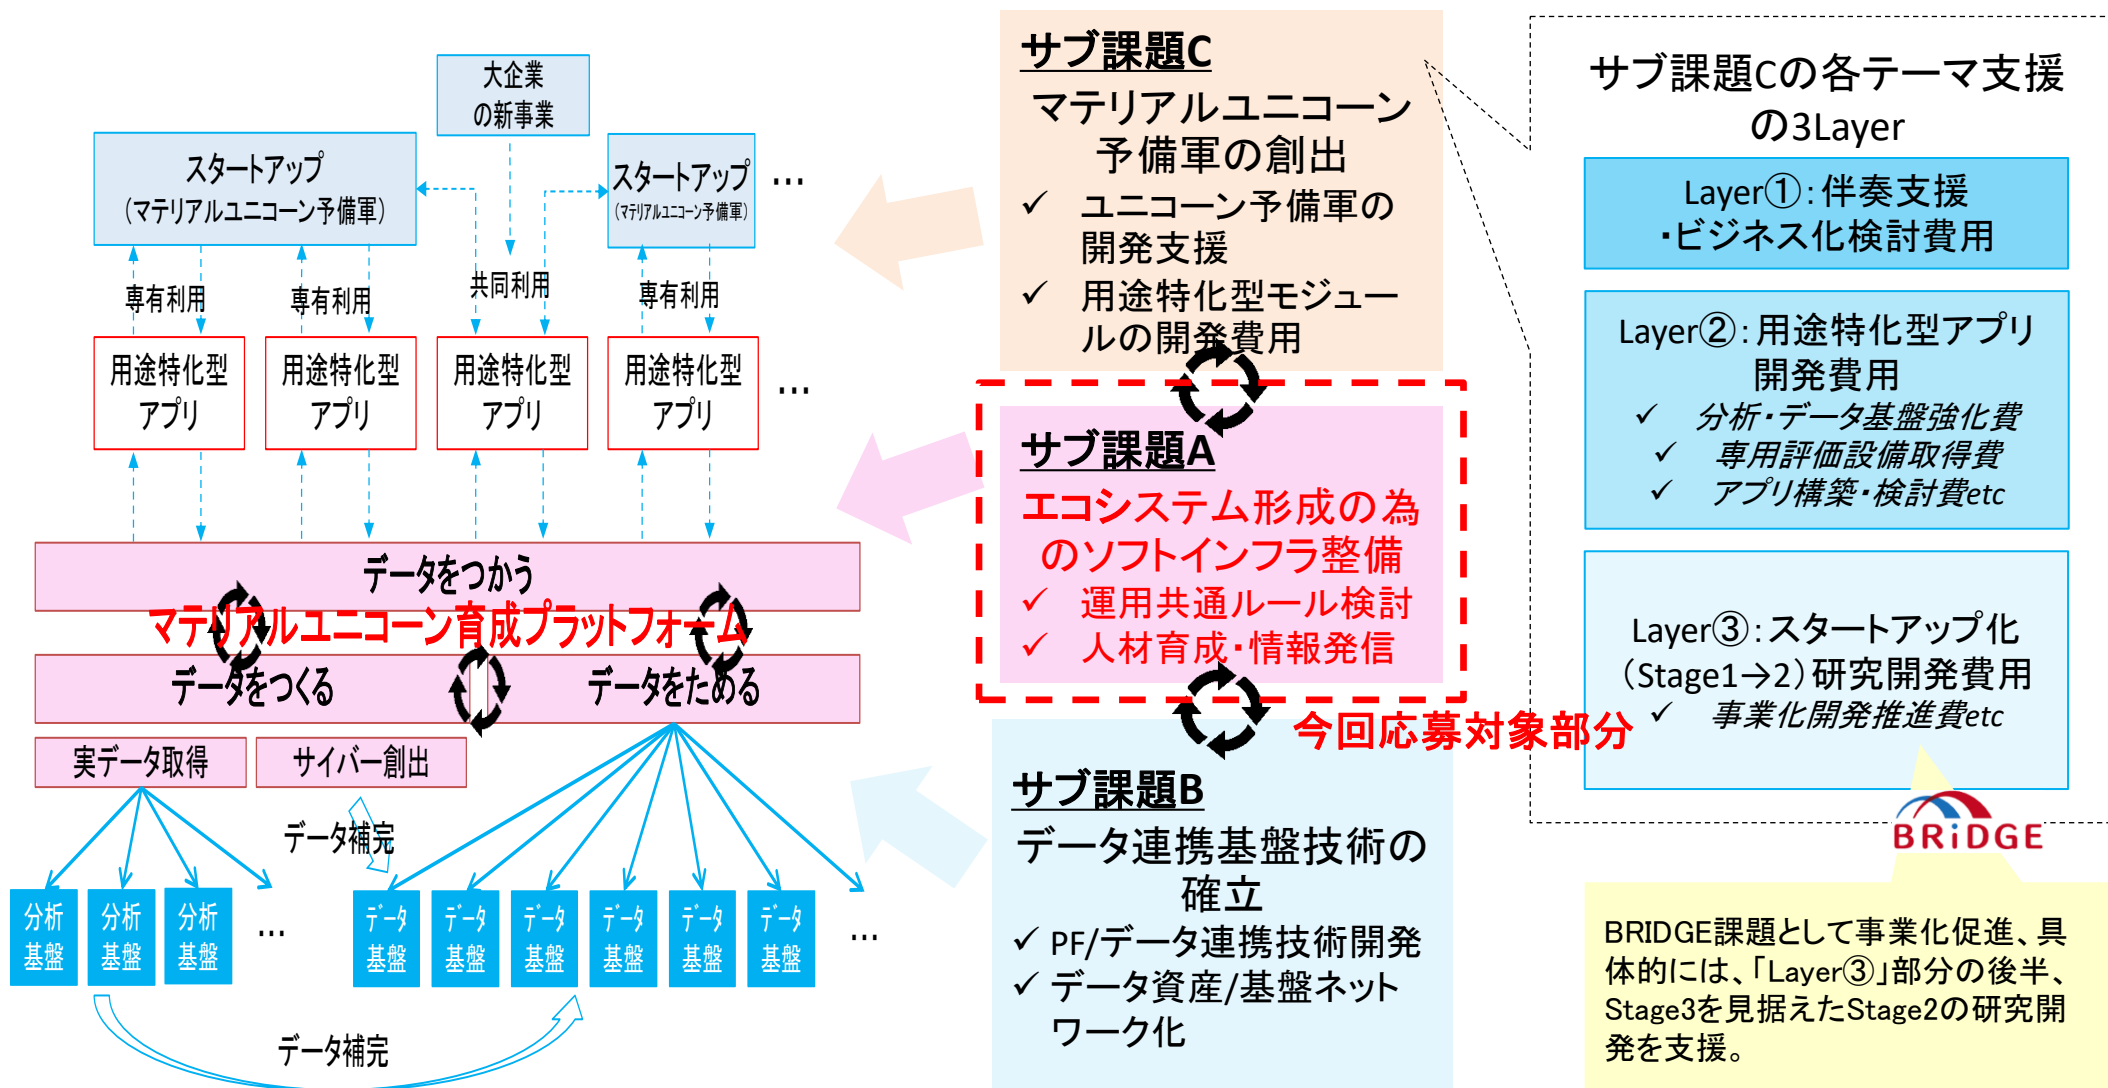 大企業
の新事業
スタートアップ
（マテリアルユニコーン予備軍）
スタートアップ
（マテリアルユニコーン予備軍）
…
専有利用
専有利用
共同利用
専有利用
用途特化型
アプリ
用途特化型
アプリ
用途特化型
アプリ
用途特化型
アプリ
…
データをつかう
マテリアルユニコーン育成プラットフォーム
データをつくる
データをためる
実データ取得
サイバー創出
データ補完
分析
基盤
分析
基盤
分析
基盤
…
データ
基盤
データ
基盤
データ
基盤
データ
基盤
データ
基盤
データ
基盤
…
データ補完
サブ課題C
マテリアルユニコーン
予備軍の創出
✓ ユニコーン予備軍の
開発支援
✓ 用途特化型モジュー
ルの開発費用
サブ課題A
エコシステム形成の為
のソフトインフラ整備
✓ 運用共通ルール検討
✓ 人材育成・情報発信
今回応募対象部分
サブ課題B
データ連携基盤技術の
確立
✓ PF/データ連携技術開発
✓ データ資産/基盤ネット
ワーク化
サブ課題Cの各テーマ支援
の3Layer
Layer①：伴奏支援
・ビジネス化検討費用
Layer②：用途特化型アプリ
開発費用
✓ 分析・データ基盤強化費
✓ 専用評価設備取得費
✓ アプリ構築・検討費etc
Layer③：スタートアップ化
（Stage1→2）研究開発費用
✓ 事業化開発推進費etc
BRiDGE
BRIDGE課題として事業化促進、具
体的には、「Layer③」部分の後半、
Stage3を見据えたStage2の研究開
発を支援。